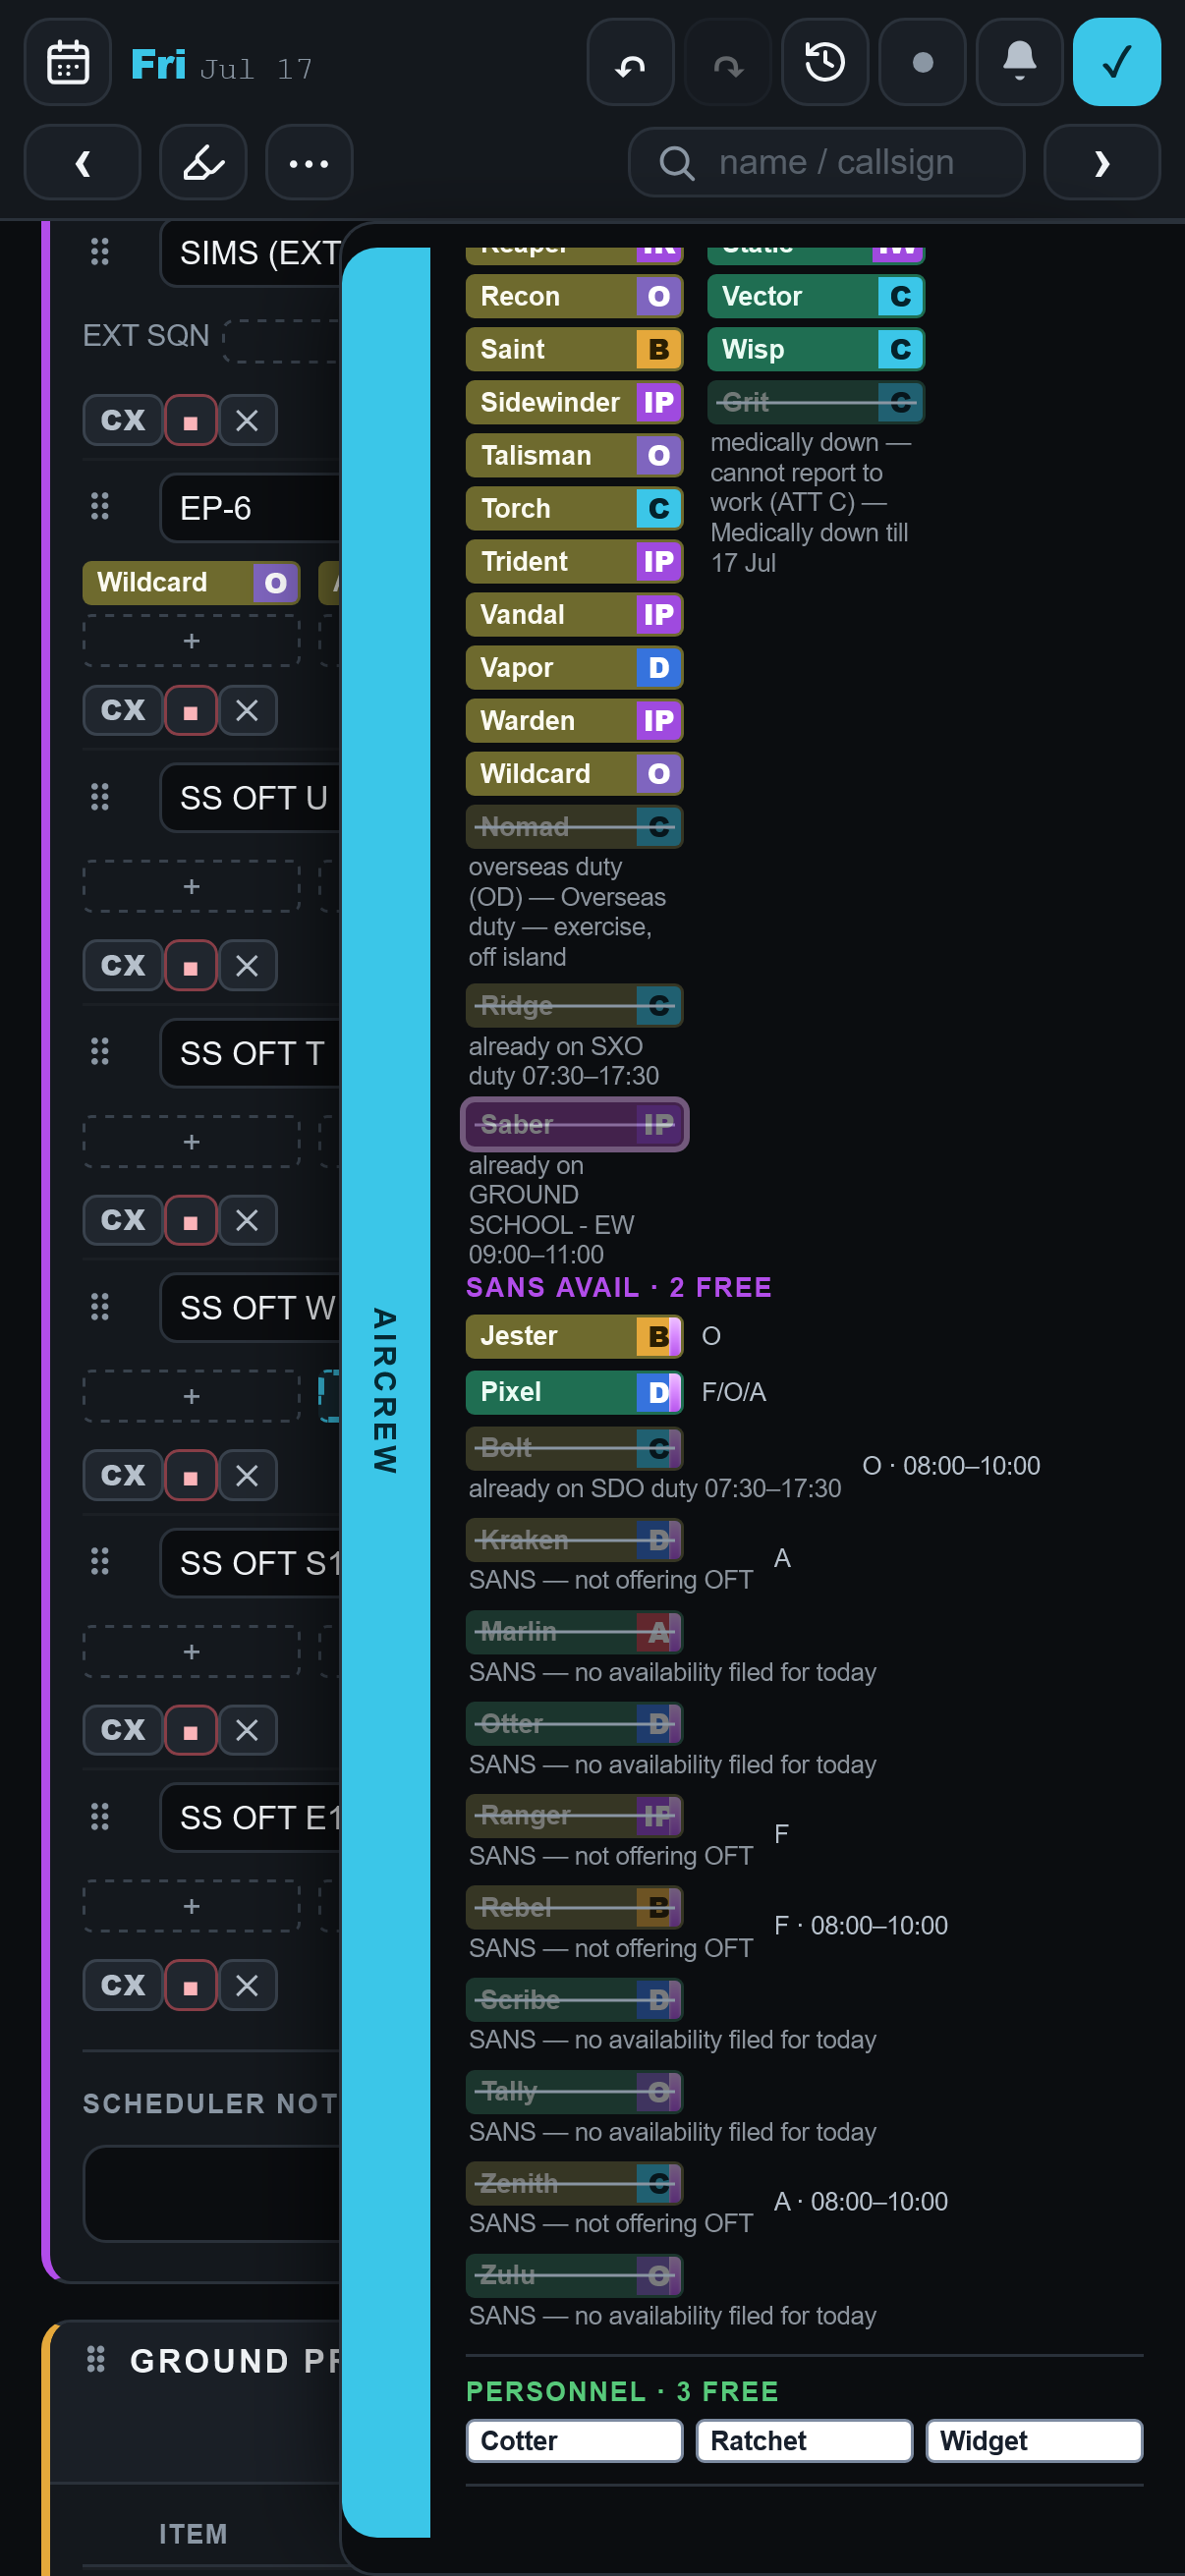 Fri Jul 17
name / callsign
SIMS (EXT
EXT SQN
CX
EP-6
Wildcard O
+
CX
SS OFT U
+
CX
SS OFT T
+
CX
SS OFT W
+
CX
SS OFT S1
+
CX
SS OFT E1
+
CX
SCHEDULER NOT
GROUND PR
ITEM
AIRCREW
Reaper IR
Recon O
Saint B
Sidewinder IP
Talisman O
Torch C
Trident IP
Vandal IP
Vapor D
Warden IP
Wildcard O
Nomad C
overseas duty
(OD) — Overseas
duty — exercise,
off island
Ridge C
already on SXO
duty 07:30–17:30
Saber IP
already on
GROUND
SCHOOL - EW
09:00–11:00
Static IW
Vector C
Wisp C
Grit C
medically down —
cannot report to
work (ATT C) —
Medically down till
17 Jul
SANS AVAIL · 2 FREE
Jester B O
Pixel D F/O/A
Bolt C
already on SDO duty 07:30–17:30 O · 08:00–10:00
Kraken D
SANS — not offering OFT A
Marlin A
SANS — no availability filed for today
Otter D
SANS — no availability filed for today
Ranger IP
SANS — not offering OFT F
Rebel B
SANS — not offering OFT F · 08:00–10:00
Scribe D
SANS — no availability filed for today
Tally O
SANS — no availability filed for today
Zenith C
SANS — not offering OFT A · 08:00–10:00
Zulu O
SANS — no availability filed for today
PERSONNEL · 3 FREE
Cotter Ratchet Widget